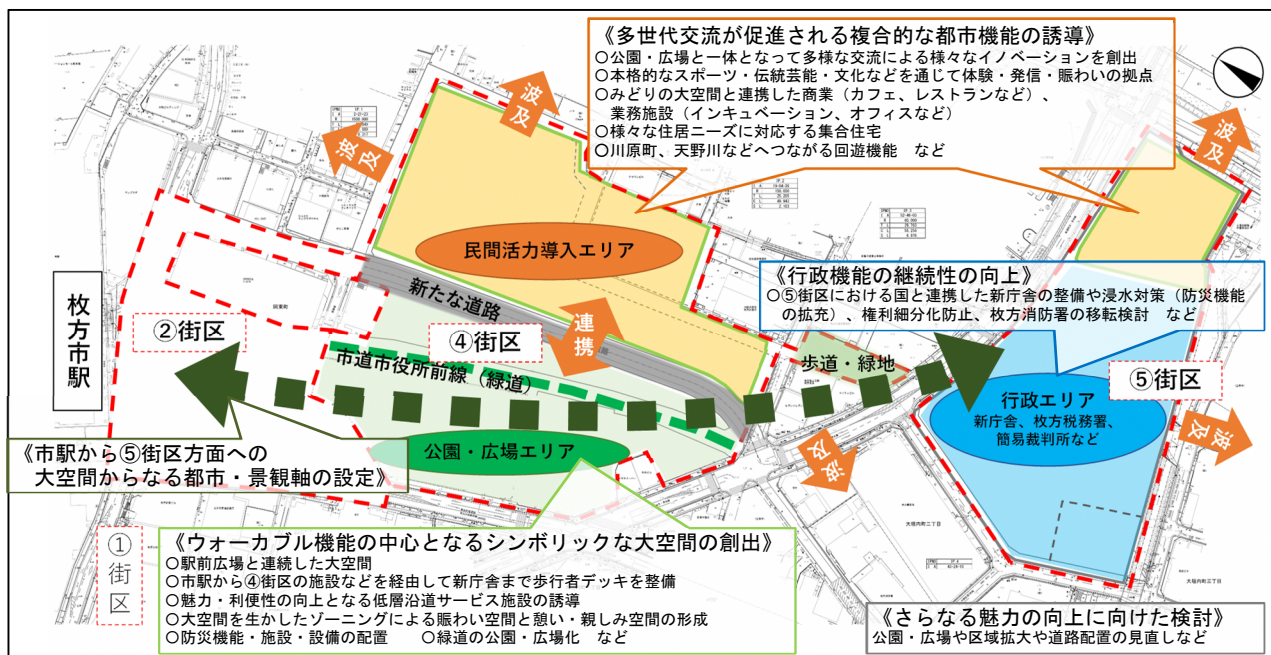 《多世代交流が促進される複合的な都市機能の誘導》
○公園・広場と一体となって多様な交流による様々なイノベーションを創出
○本格的なスポーツ・伝統芸能・文化などを通じて体験・発信・賑わいの拠点
○みどりの大空間と連携した商業（カフェ、レストランなど）、
業務施設（インキュベーション、オフィスなど）
○様々な住居ニーズに対応する集合住宅
○川原町、天野川などへつながる回遊機能　など
波及
波及
波及
民間活力導入エリア
新たな道路
連携
④街区
②街区
枚方市駅
岡東町
市道市役所前線（緑道）
歩道・緑地
公園・広場エリア
《行政機能の継続性の向上》
○⑤街区における国と連携した新庁舎の整備や浸水対策（防災機能
の拡充）、権利細分化防止、枚方消防署の移転検討　など
⑤街区
行政エリア
新庁舎、枚方税務署、
簡易裁判所など
波及
波及
《市駅から⑤街区方面への
大空間からなる都市・景観軸の設定》
①街区
《ウォーカブル機能の中心となるシンボリックな大空間の創出》
○駅前広場と連続した大空間
○市駅から④街区の施設などを経由して新庁舎まで歩行者デッキを整備
○魅力・利便性の向上となる低層沿道サービス施設の誘導
○大空間を生かしたゾーニングによる賑わい空間と憩い・親しみ空間の形成
○防災機能・施設・設備の配置　　○緑道の公園・広場化　など
大垣内町二丁目
大垣内町三丁目
《さらなる魅力の向上に向けた検討》
公園・広場や区域拡大や道路配置の見直しなど